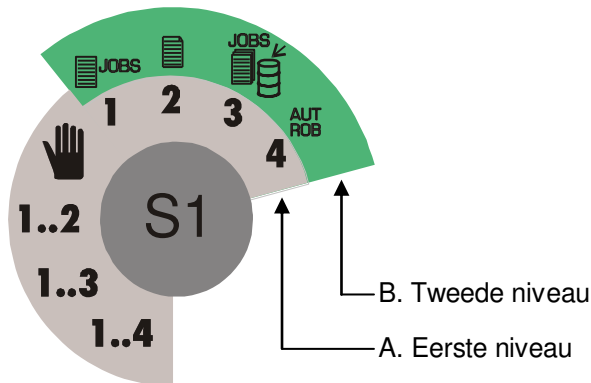 JOBS
JOBS
AUT
ROB
1
2
3
4
1..2
1..3
1..4
S1
B. Tweede niveau
A. Eerste niveau